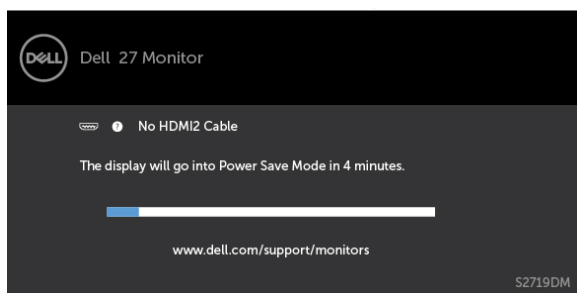 DELL
Dell 27 Monitor
? No HDMI2 Cable
The display will go into Power Save Mode in 4 minutes.
www.dell.com/support/monitors
S2719DM